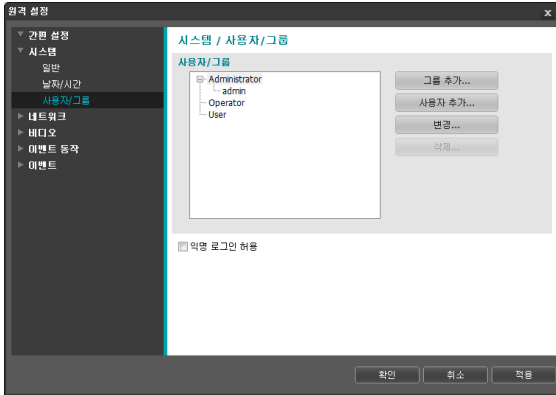 원격 설정
x
간편 설정
시스템
일반
날짜/시간
사용자/그룹
네트워크
비디오
이벤트 동작
이벤트
시스템 / 사용자/그룹
사용자/그룹
Administrator
admin
Operator
User
그룹 추가...
사용자 추가...
변경...
삭제...
익명 로그인 허용
확인
취소
적용